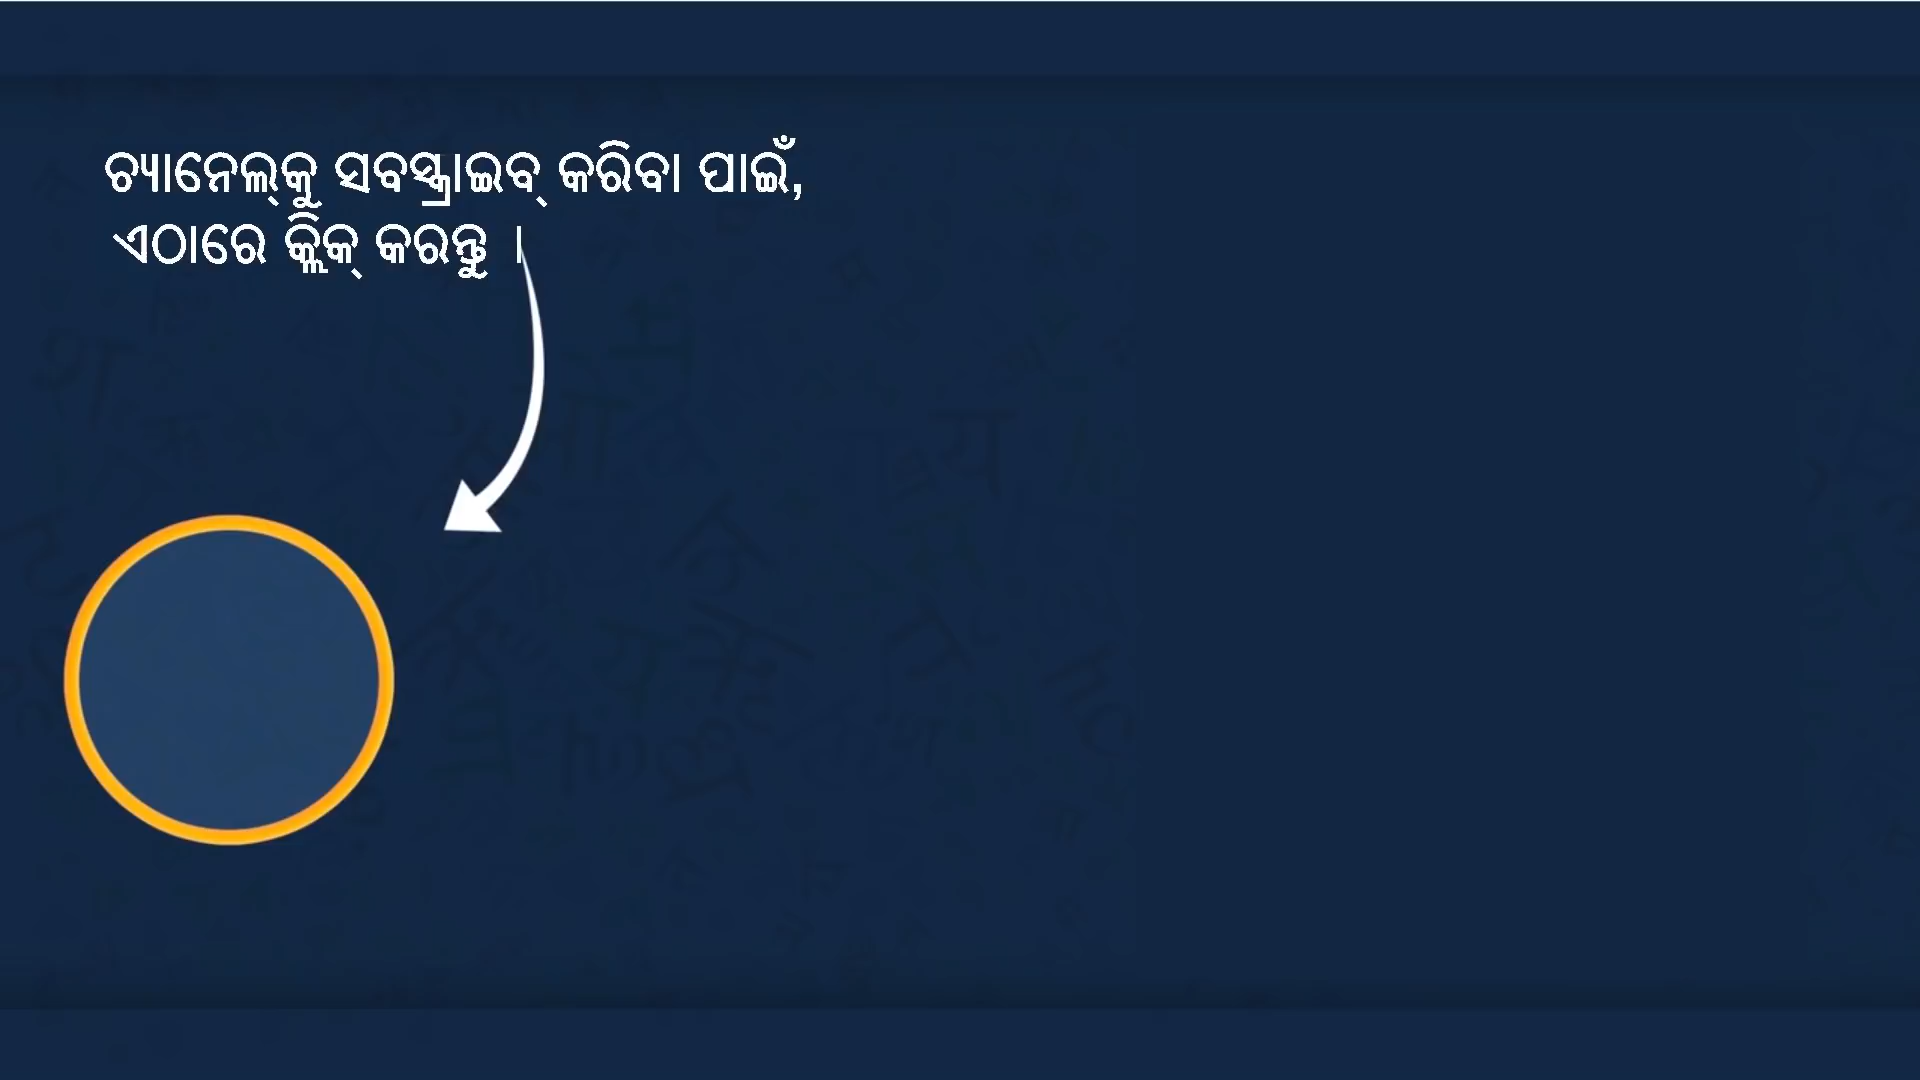 ଚ୍ୟାନେଲ୍‌କୁ ସବସ୍କ୍ରାଇବ୍ କରିବା ପାଇଁ,
ଏଠାରେ କ୍ଲିକ୍ କରନ୍ତୁ ।